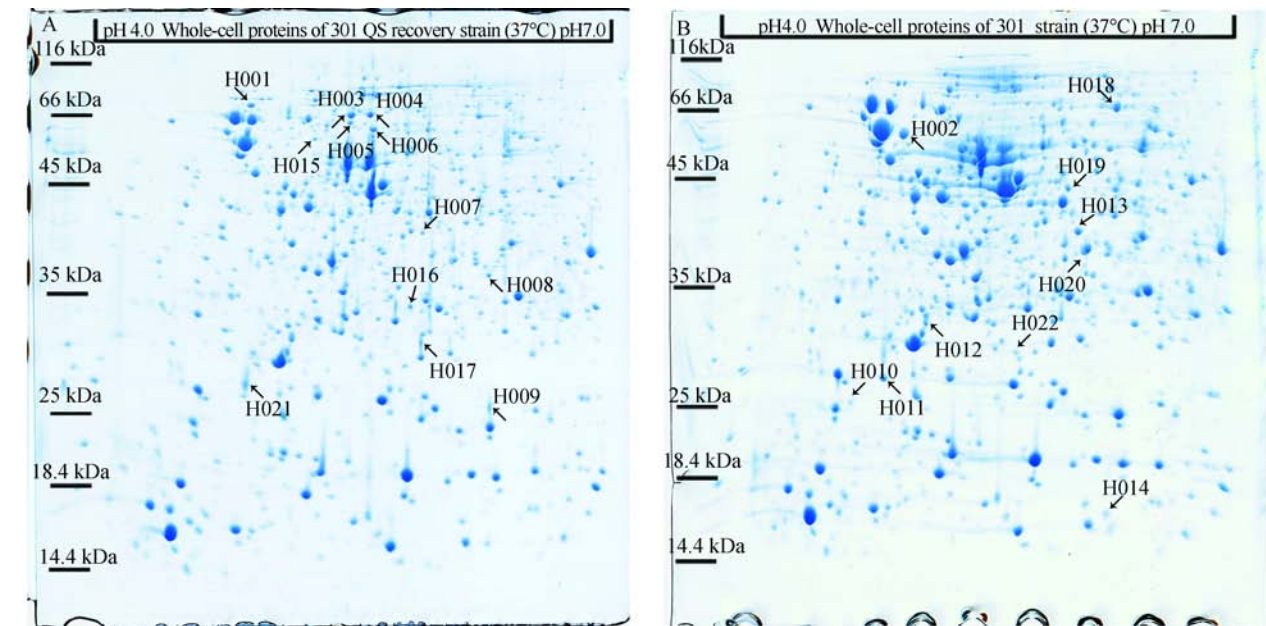 A
pH 4.0 Whole-cell proteins of 301 QS recovery strain (37°C) pH7.0
116 kDa
H001
66 kDa
H003
H004
H015
H005
H006
45 kDa
H007
H016
35 kDa
H008
H017
25 kDa
H021
H009
18.4 kDa
14.4 kDa
B
pH4.0 Whole-cell proteins of 301 strain (37°C) pH 7.0
116kDa
H018
66 kDa
H002
45 kDa
H019
H013
35 kDa
H020
H022
H012
H010
25 kDa
H011
18.4 kDa
H014
14.4 kDa